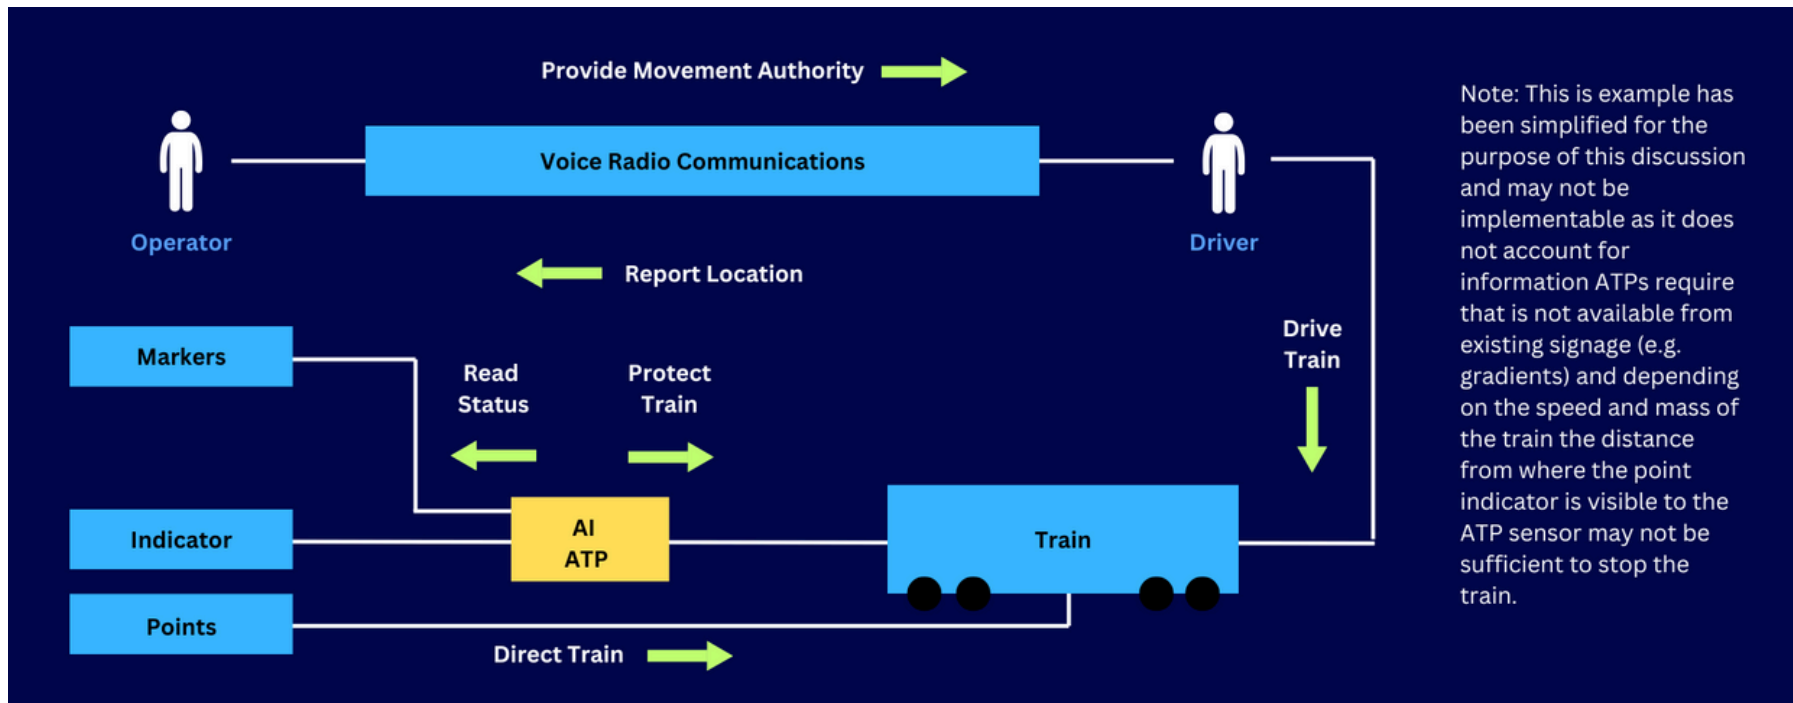 Provide Movement Authority
Voice Radio Communications
Operator
Driver
Report Location
Markers
Read
Status
Protect
Train
Drive
Train
Indicator
AI
ATP
Train
Points
Direct Train
Note: This is example has
been simplified for the
purpose of this discussion
and may not be
implementable as it does
not account for
information ATPs require
that is not available from
existing signage (e.g.
gradients) and depending
on the speed and mass of
the train the distance
from where the point
indicator is visible to the
ATP sensor may not be
sufficient to stop the
train.